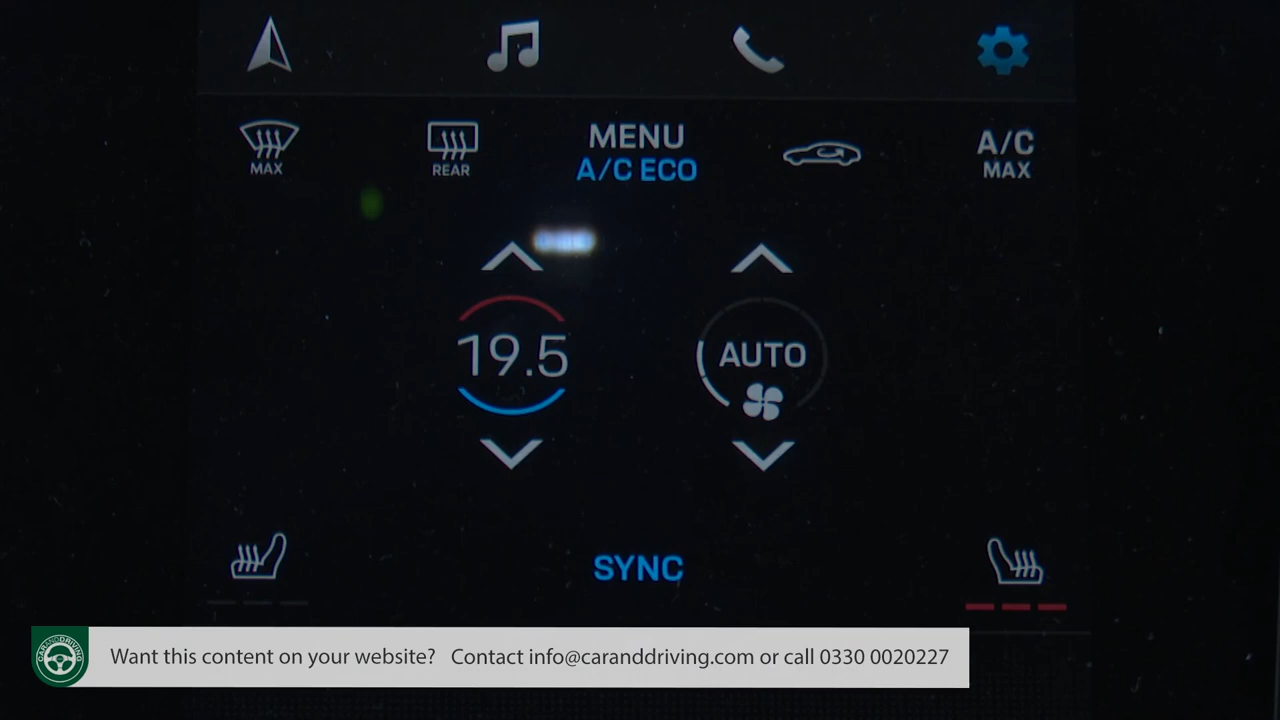 MAX
REAR
MENU
A/C ECO
A/C
MAX
19.5
AUTO
SYNC
CARANDDRIVING
Want this content on your website? Contact info@caranddriving.com or call 0330 0020227